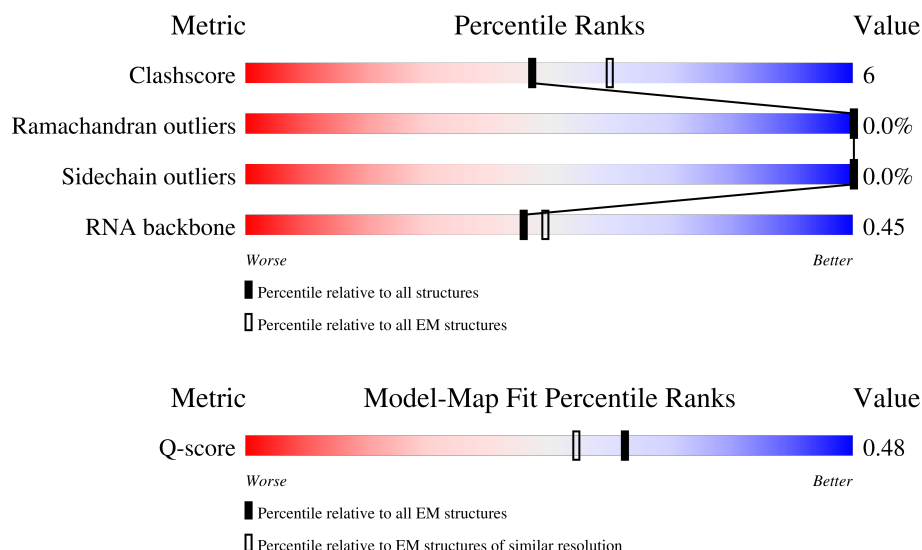 Metric Percentile Ranks Value
Clashscore 6
Ramachandran outliers 0.0%
Sidechain outliers 0.0%
RNA backbone 0.45
Worse Better
Percentile relative to all structures
Percentile relative to all EM structures
Metric Model-Map Fit Percentile Ranks Value
Q-score 0.48
Worse Better
Percentile relative to all EM structures
Percentile relative to EM structures of similar resolution